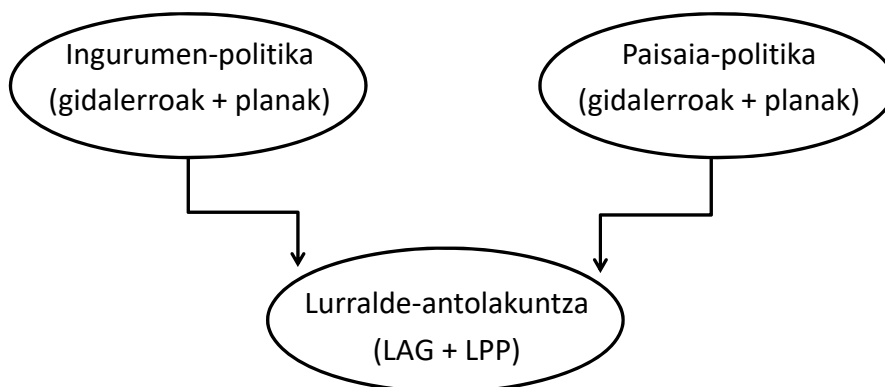 Ingurumen-politika
(gidalerroak + planak)
Paisaia-politika
(gidalerroak + planak)
Lurralde-antolakuntza
(LAG + LPP)